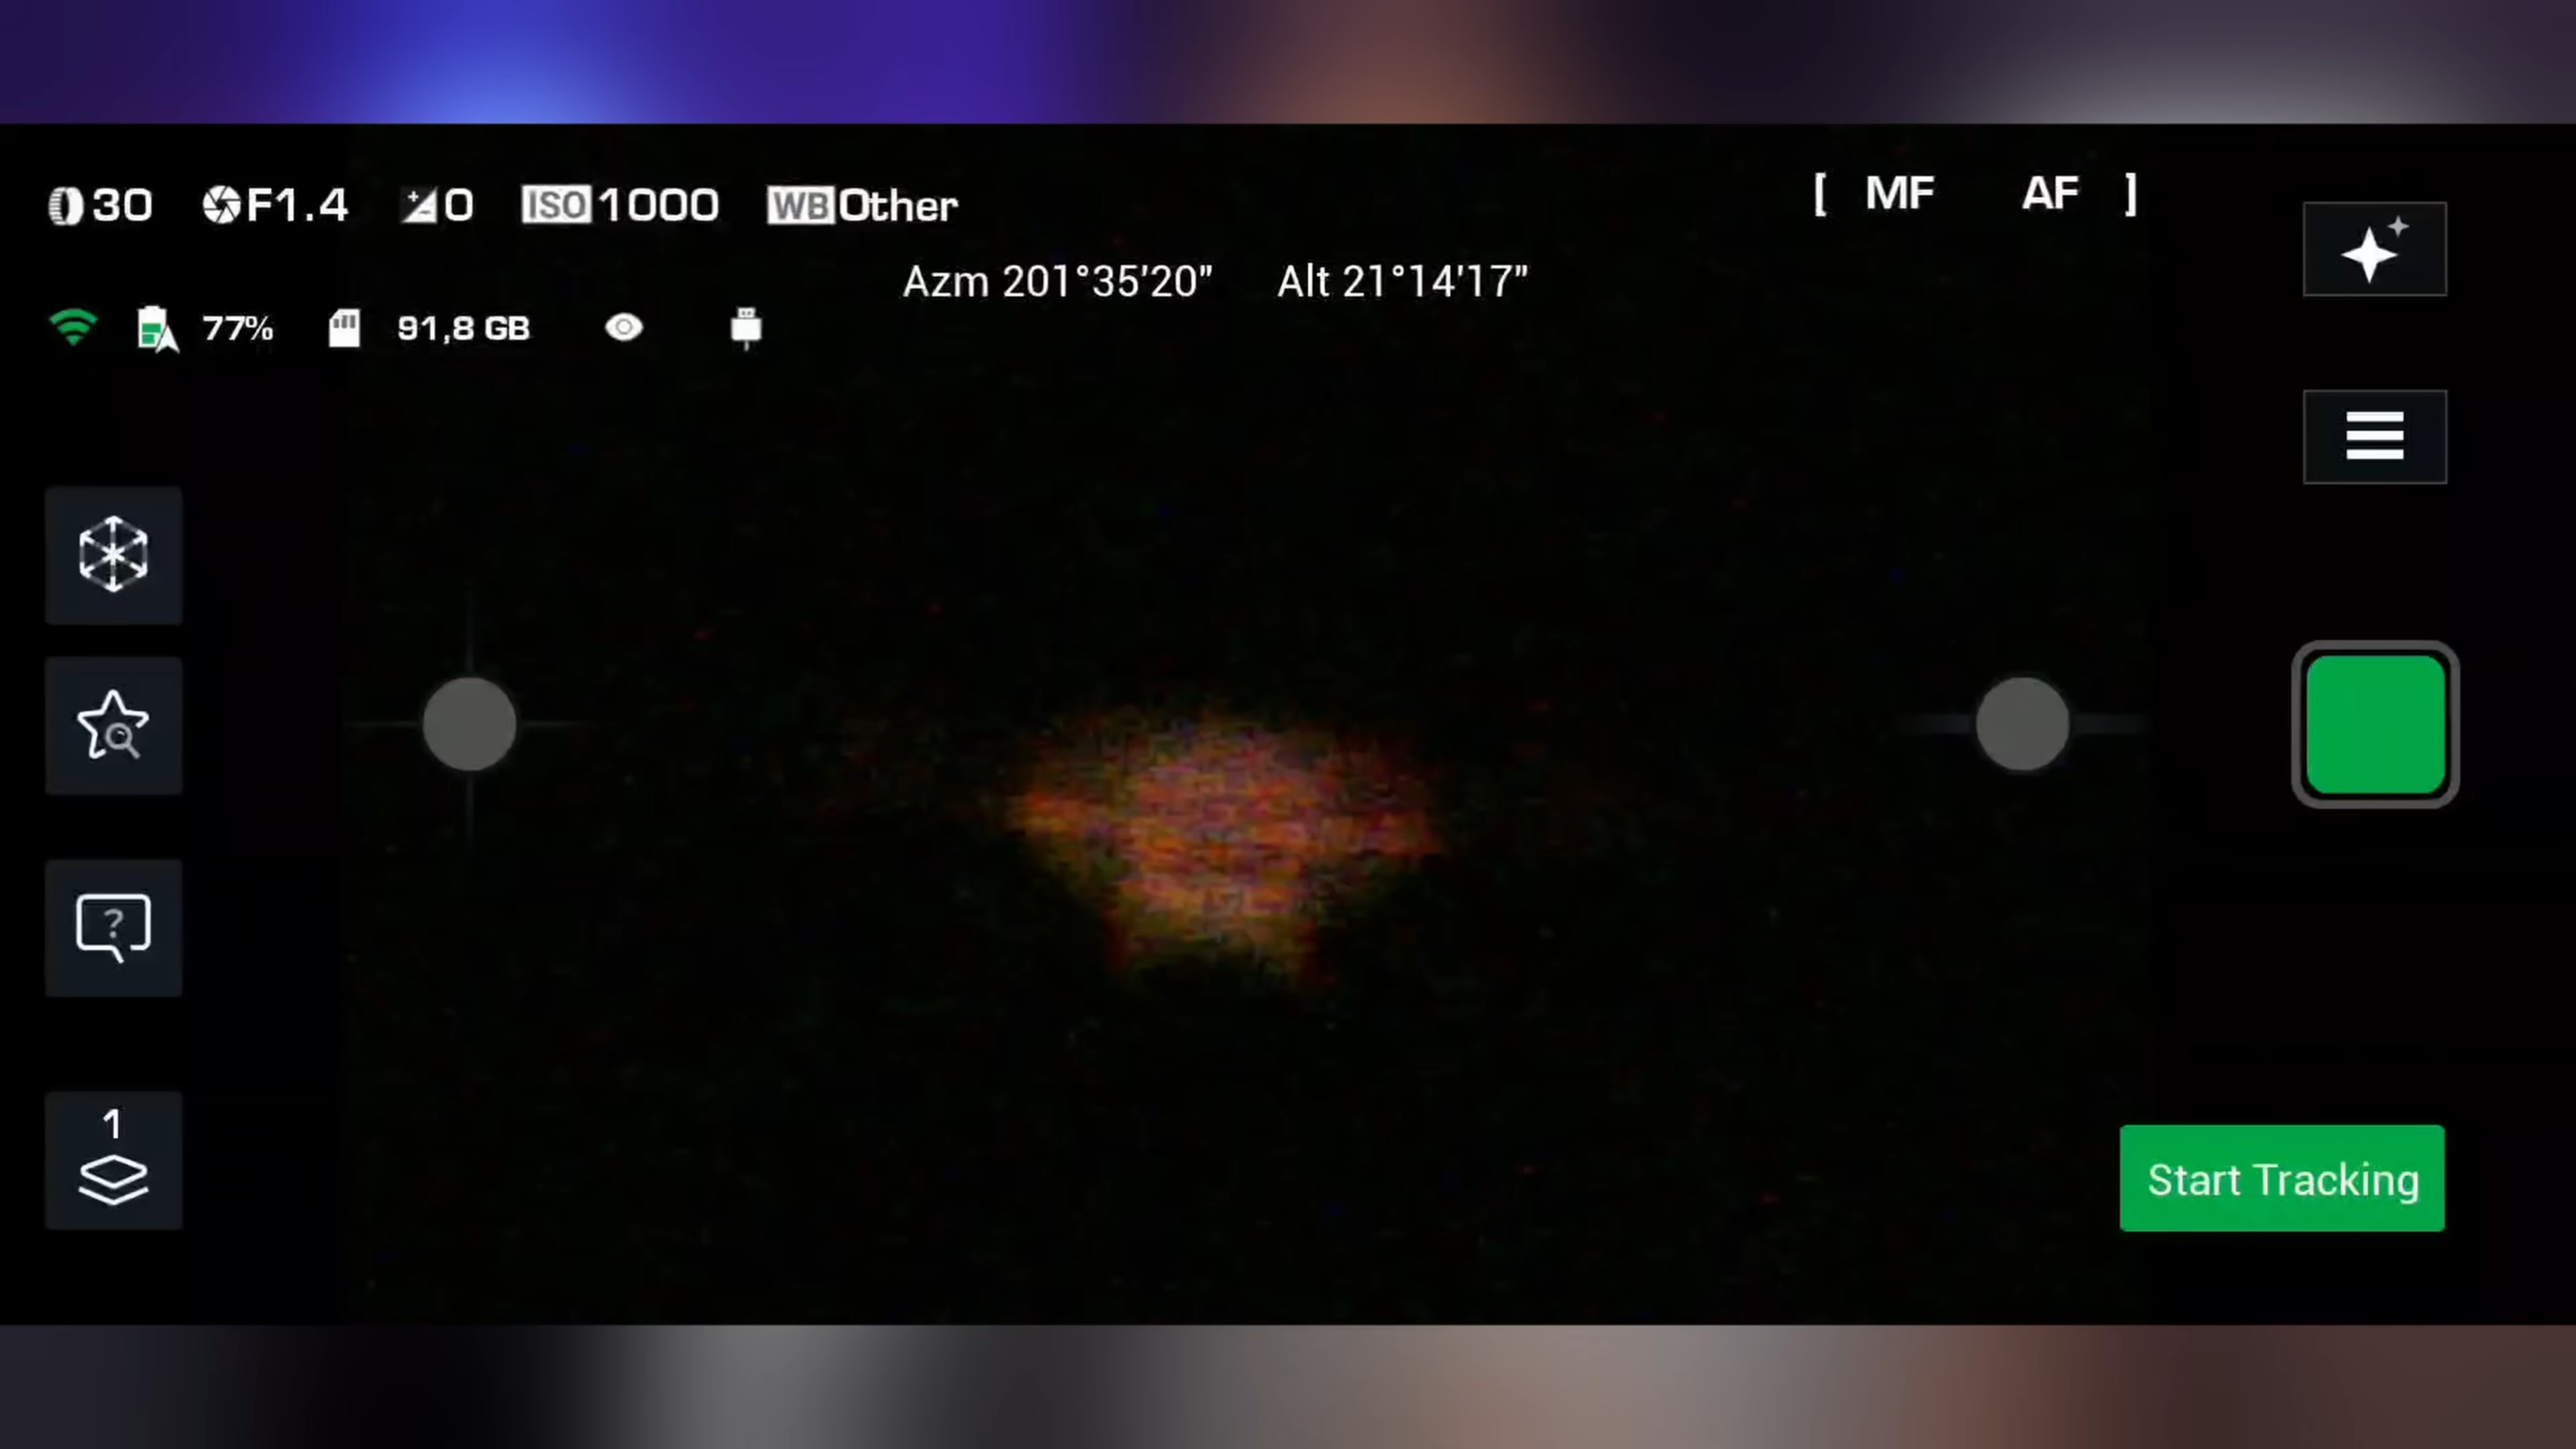 30 F1.4 0 ISO 1000 WB Other
[ MF AF ]
Azm 201°35'20" Alt 21°14'17"
77% 91,8 GB
?
1
Start Tracking